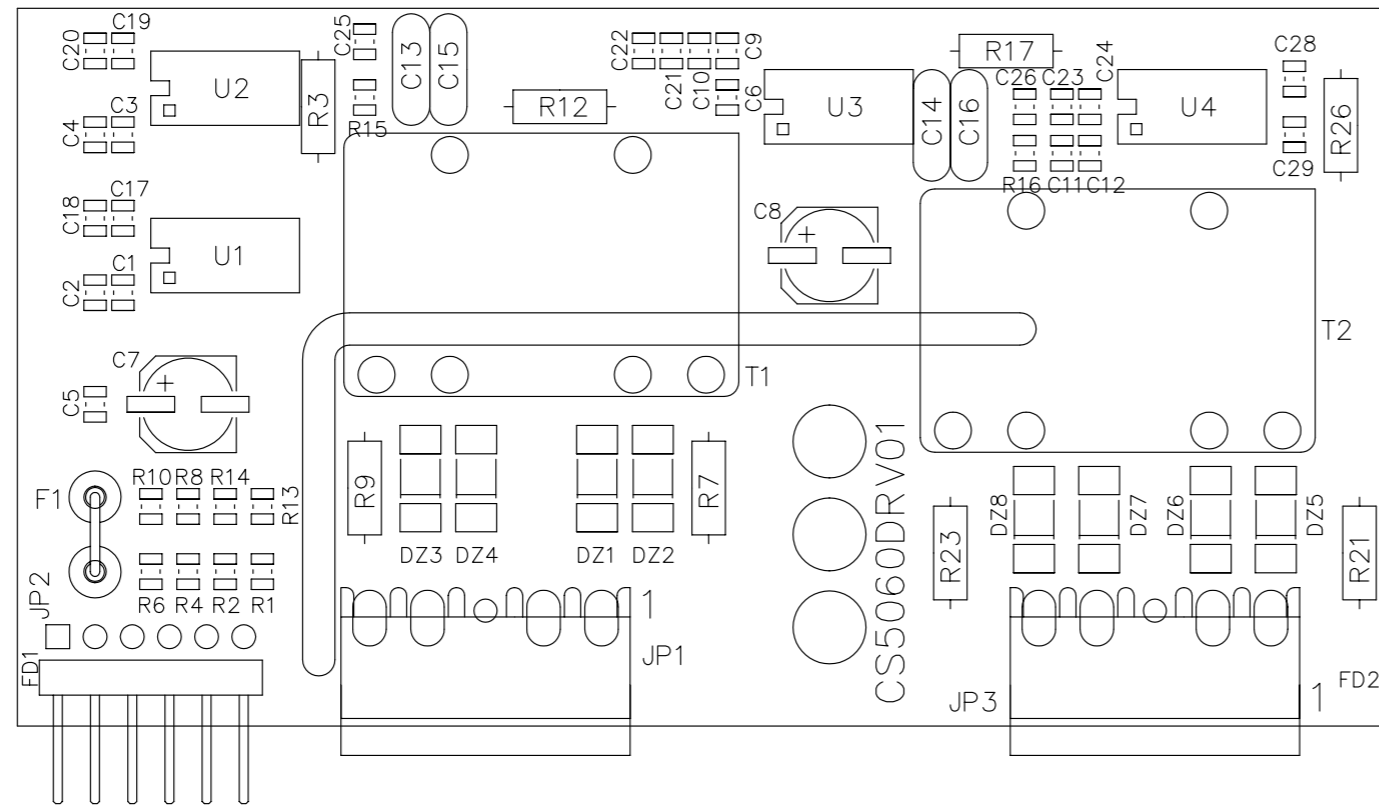 C20
C19
C25
C13
C15
C22
C21
C10
C9
C6
R17
C26
C23
C24
C28
U2
R3
R12
U3
C14
C16
U4
R26
C4
C3
R15
R16
C11
C12
C29
C18
C17
U1
C8
+
C2
C1
T2
C7
+
T1
C5
R10
R8
R14
R13
F1
R9
R7
DZ3
DZ4
DZ1
DZ2
CS5060DRV01
R23
DZ8
DZ7
DZ6
DZ5
R21
JP2
R6
R4
R2
R1
1
JP1
FD1
JP3
1
FD2